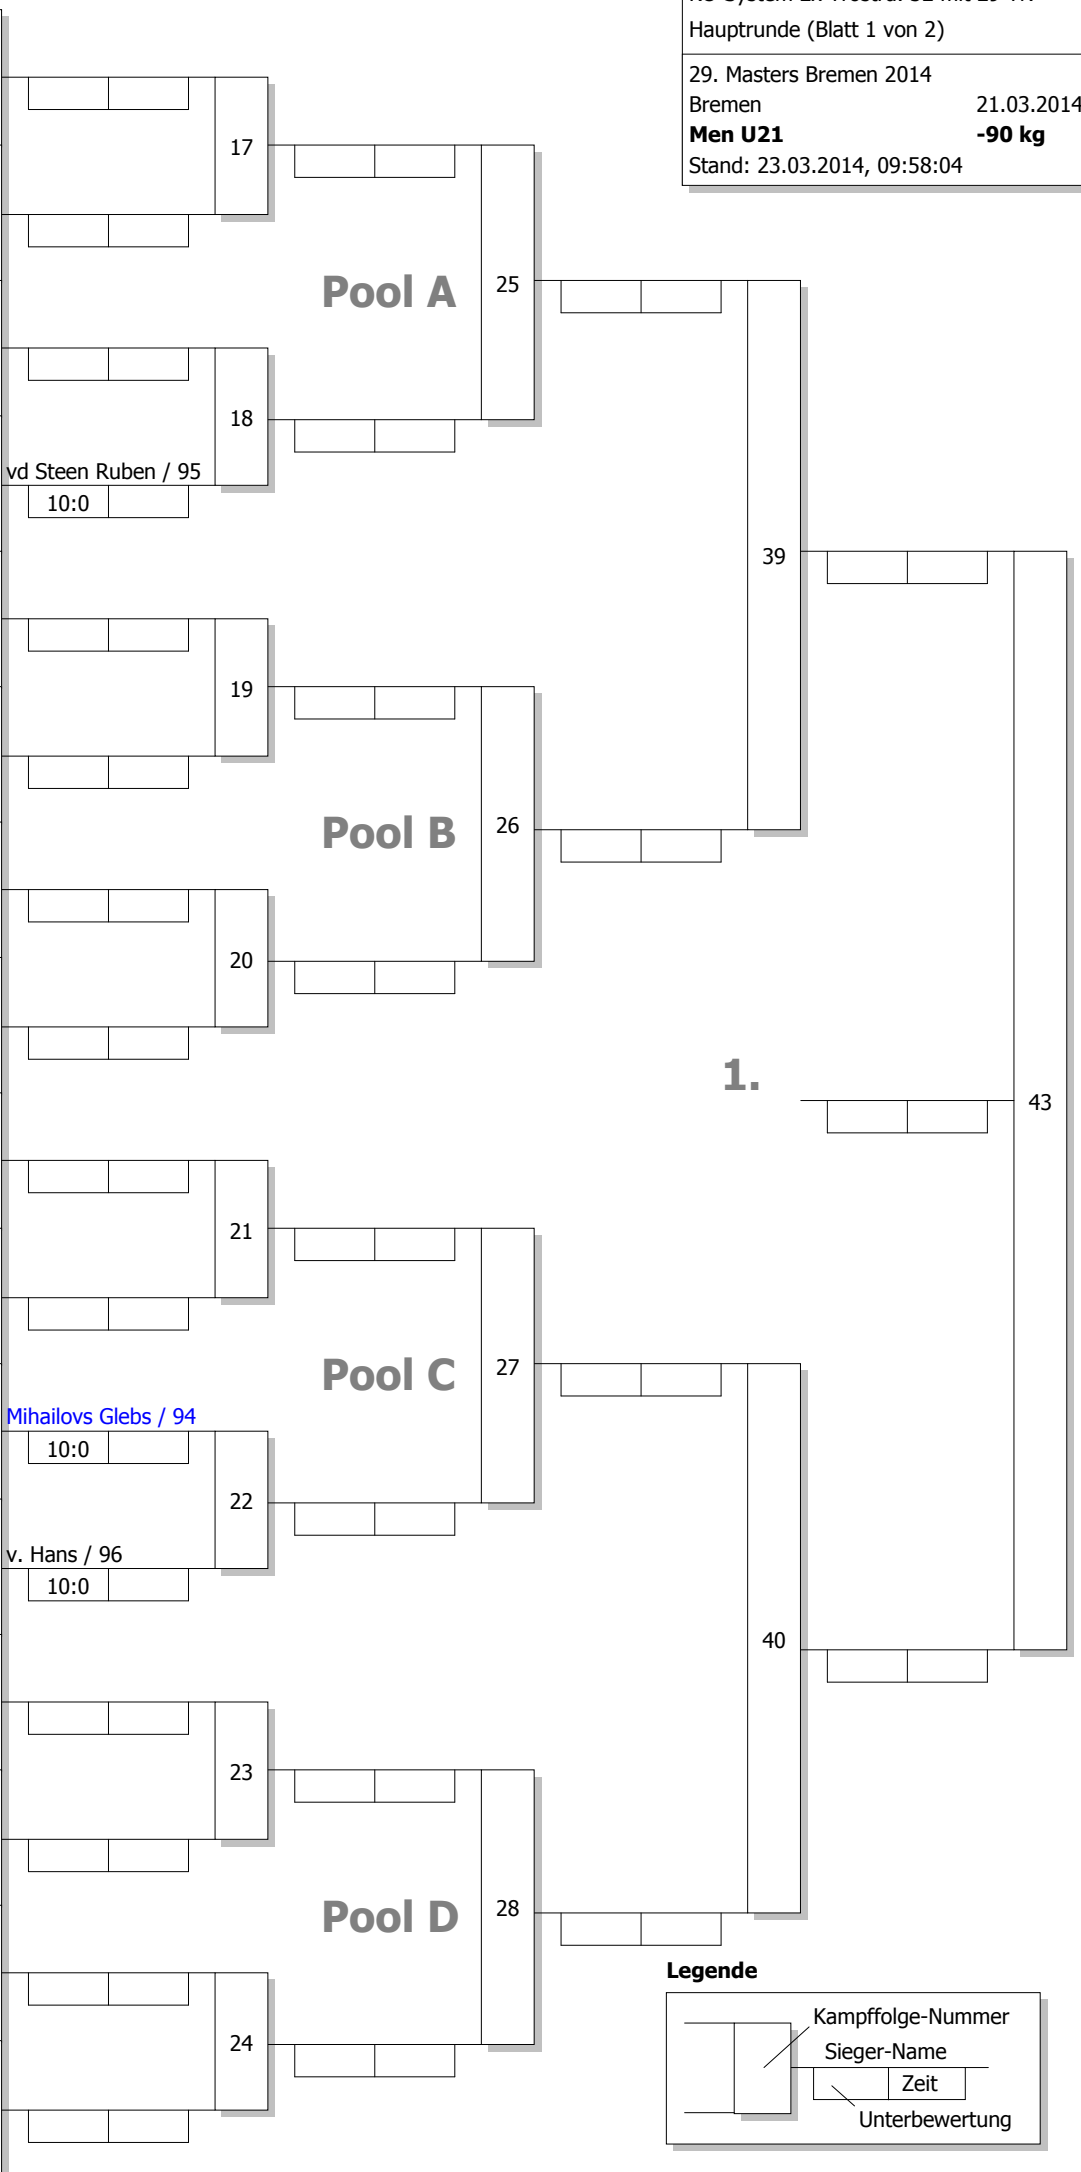 Hauptrunde (Blatt 1 von 2)
29. Masters Bremen 2014
Bremen 21.03.2014
Men U21 -90 kg
Stand: 23.03.2014, 09:58:04
17
Pool A
25
18
vd Steen Ruben / 95
10:0
39
19
Pool B
26
20
1.
43
21
Pool C
27
Mihailovs Glebs / 94
10:0
22
v. Hans / 96
10:0
40
23
Pool D
28
24
Legende
Kampffolge-Nummer
Sieger-Name
Zeit
Unterbewertung